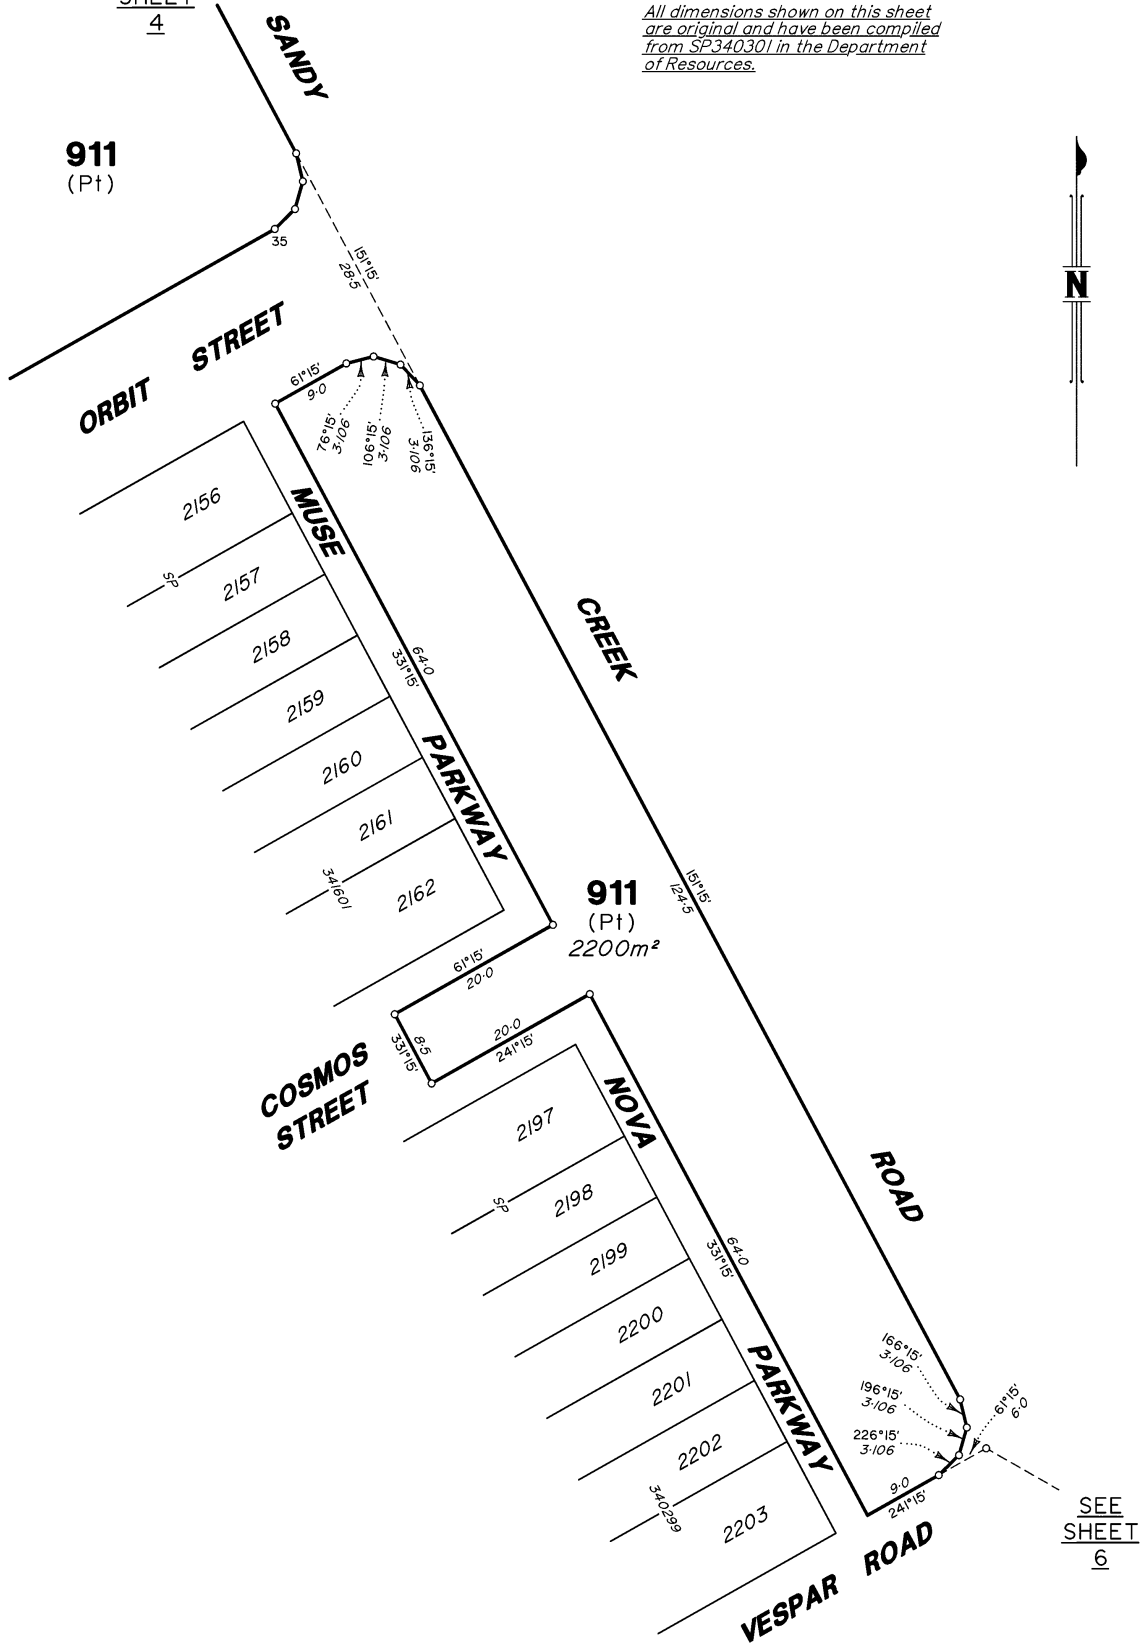 4
All dimensions shown on this sheet
are original and have been compiled
from SP340301 in the Department
of Resources.
SANDY
911
(Pt)
35
151°15'
28·5
N
ORBIT STREET
61°15'
9·0
76°15'
3·106
106°15'
3·106
136°15'
3·106
2156
MUSE
SP
2157
2158
CREEK
64·0
331°15'
2159
2160
PARKWAY
2161
341601
2162
911
(Pt)
2200m²
151°15'
124·5
61°15'
20·0
331°15'
8·5
20·0
241°15'
COSMOS
STREET
NOVA
2197
SP
2198
ROAD
2199
64·0
331°15'
2200
166°15'
3·106
PARKWAY
2201
196°15'
3·106
61°15'
6·0
226°15'
3·106
2202
9·0
241°15'
340299
2203
SEE
SHEET
6
VESPAR ROAD